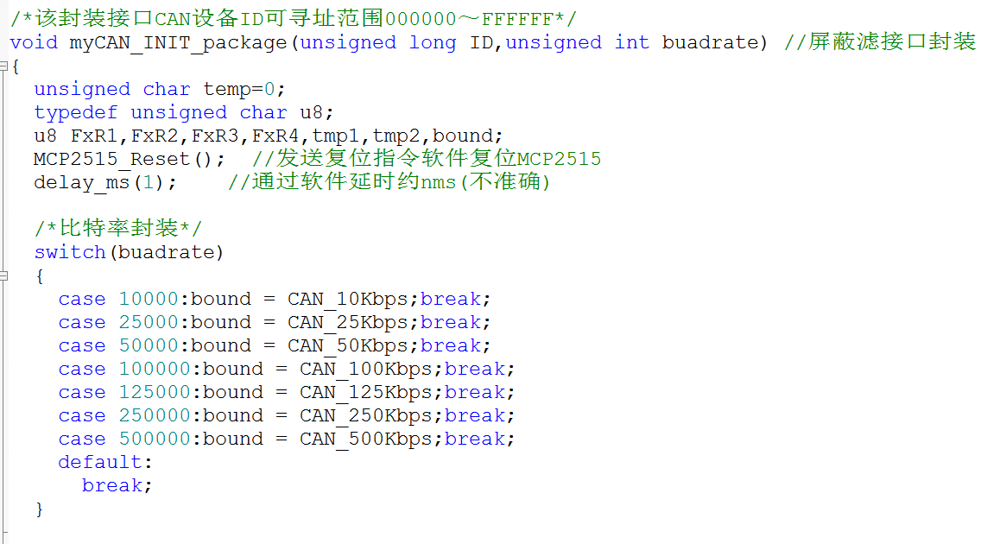 /*该封装接口CAN设备ID可寻址范围000000～FFFFFF*/
void myCAN_INIT_package(unsigned long ID,unsigned int buadrate) //屏蔽滤接口封装
{
unsigned char temp=0;
typedef unsigned char u8;
u8 FxR1,FxR2,FxR3,FxR4,tmp1,tmp2,bound;
MCP2515_Reset(); //发送复位指令软件复位MCP2515
delay_ms(1); //通过软件延时约nms(不准确)
/*比特率封装*/
switch(buadrate)
{
case 10000:bound = CAN_10Kbps;break;
case 25000:bound = CAN_25Kbps;break;
case 50000:bound = CAN_50Kbps;break;
case 100000:bound = CAN_100Kbps;break;
case 125000:bound = CAN_125Kbps;break;
case 250000:bound = CAN_250Kbps;break;
case 500000:bound = CAN_500Kbps;break;
default:
break;
}